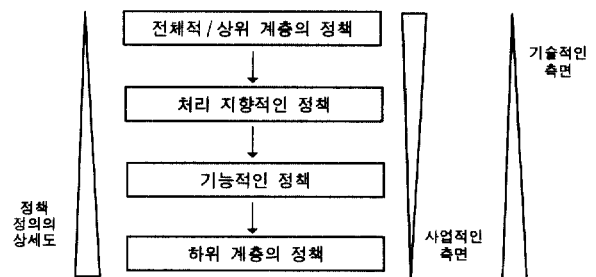 전체적/상위 계층의 정책
기술적인
측면
처리 지향적인 정책
기능적인 정책
정책
정의의
상세도
사업적인
측면
하위 계층의 정책